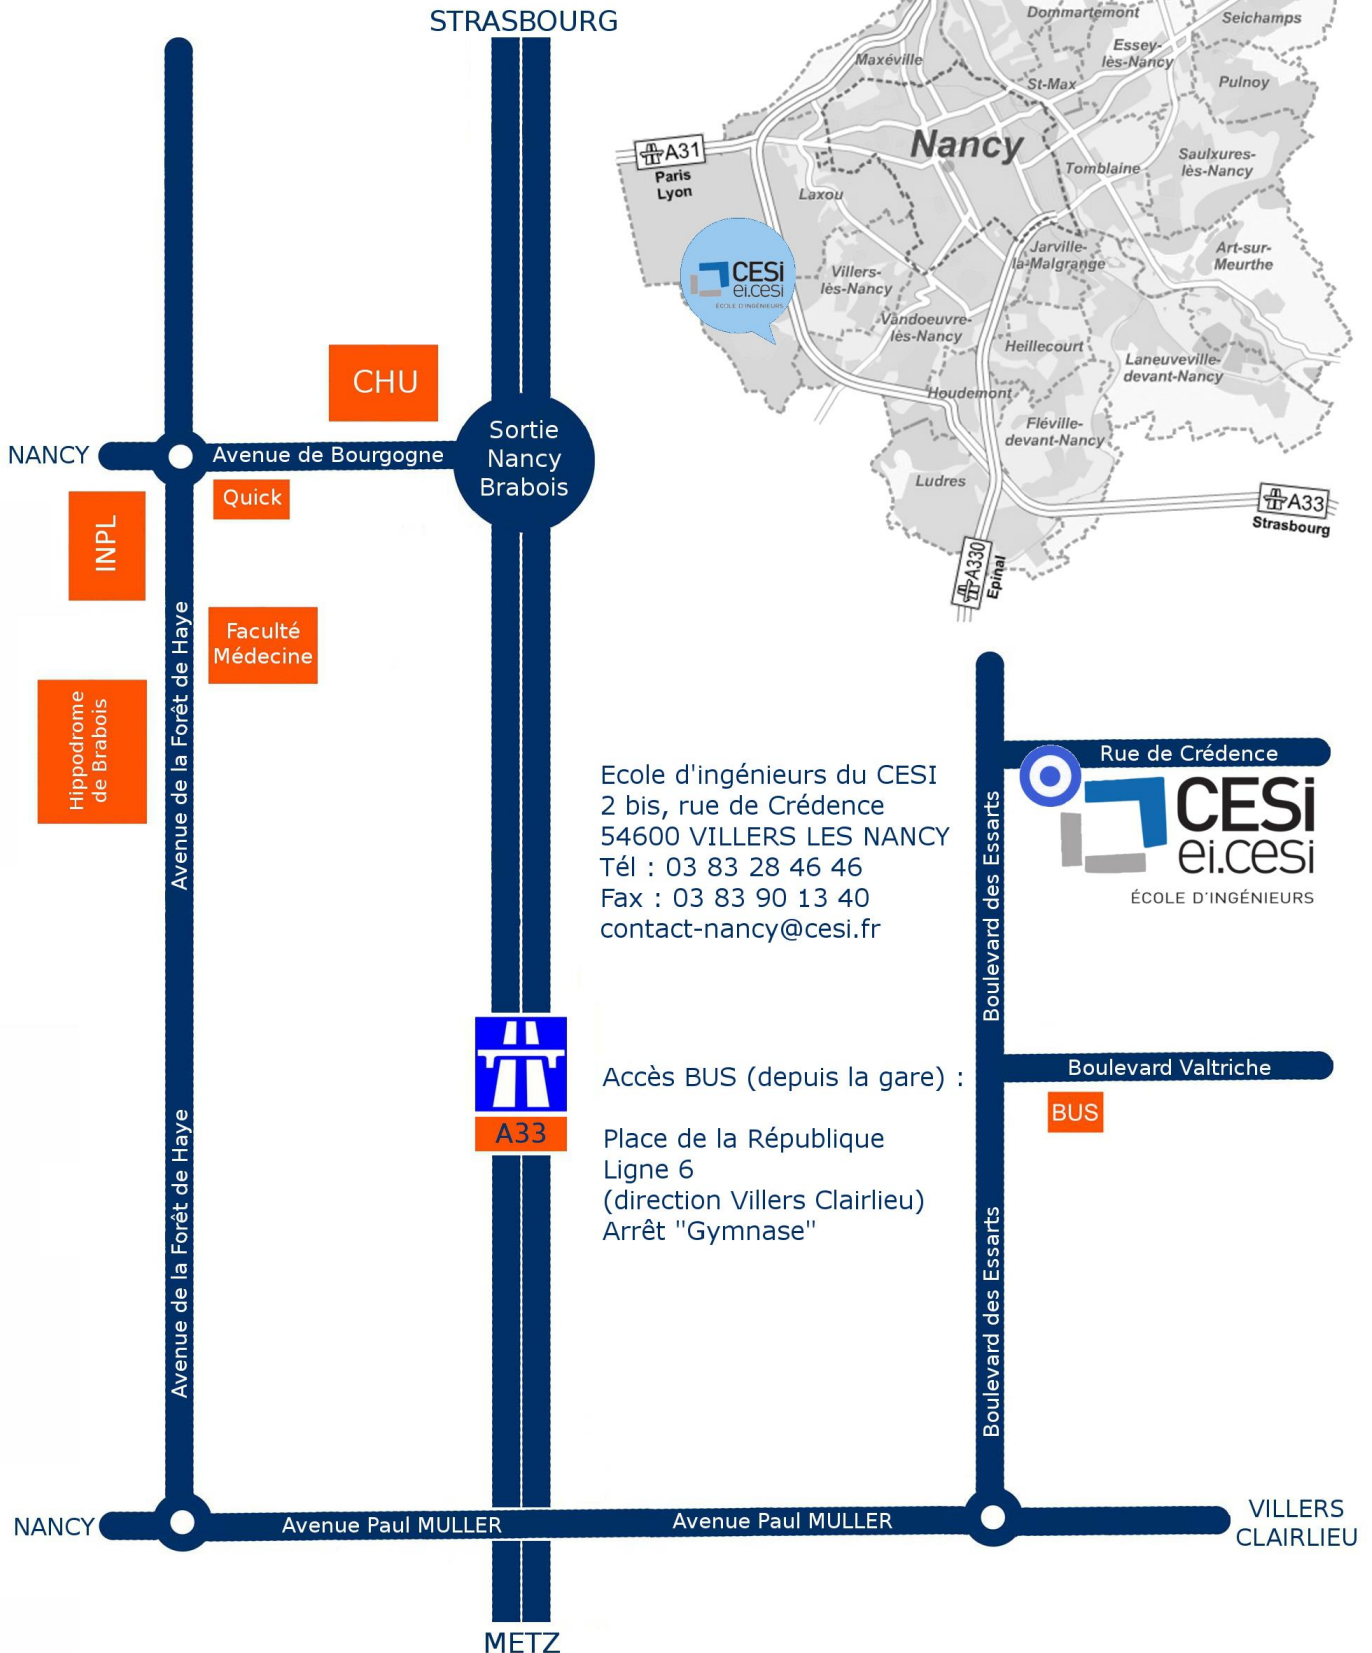 STRASBOURG
Dommartemont
Seichamps
Maxéville
Essey-
lès-Nancy
St-Max
Pulnoy
Nancy
A31
Paris
Lyon
Tomblaine
Saulxures-
lès-Nancy
Laxou
CESi
ei.cesi
ÉCOLE D'INGÉNIEURS
Villers-
lès-Nancy
Jarville-
la-Malgrange
Art-sur-
Meurthe
Vandoeuvre-
lès-Nancy
Heillecourt
Laneuveville-
devant-Nancy
Houdemont
Fléville-
devant-Nancy
Ludres
A33
Strasbourg
A330
Epinal
CHU
NANCY
Avenue de Bourgogne
Sortie
Nancy
Brabois
Quick
INPL
Faculté
Médecine
Hippodrome
de Brabois
Avenue de la Forêt de Haye
Ecole d'ingénieurs du CESI
2 bis, rue de Crédence
54600 VILLERS LES NANCY
Tél : 03 83 28 46 46
Fax : 03 83 90 13 40
contact-nancy@cesi.fr
Rue de Crédence
CESi
ei.cesi
ÉCOLE D'INGÉNIEURS
Boulevard des Essarts
A33
Accès BUS (depuis la gare) :
Place de la République
Ligne 6
(direction Villers Clairlieu)
Arrêt "Gymnase"
Boulevard Valtriche
BUS
Avenue de la Forêt de Haye
Boulevard des Essarts
NANCY
Avenue Paul MULLER
Avenue Paul MULLER
VILLERS
CLAIRLIEU
METZ